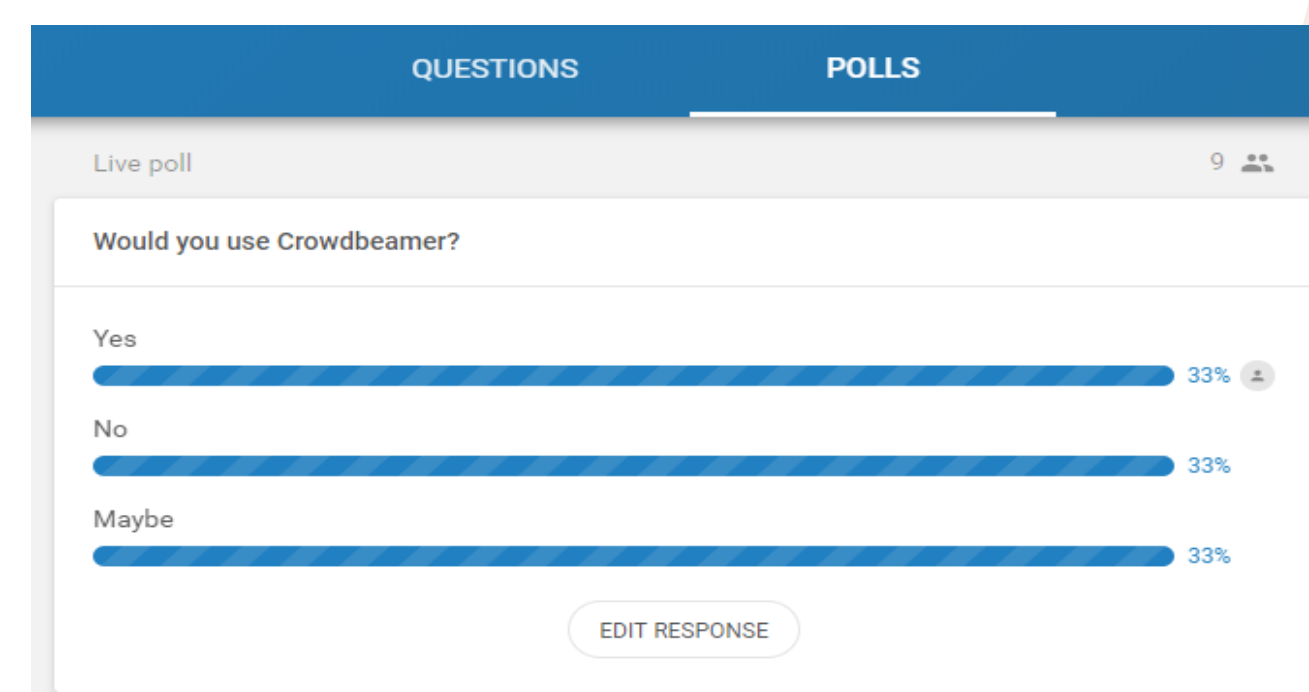 QUESTIONS POLLS
Live poll 9
Would you use Crowdbeamer?
Yes
33%
No
33%
Maybe
33%
EDIT RESPONSE